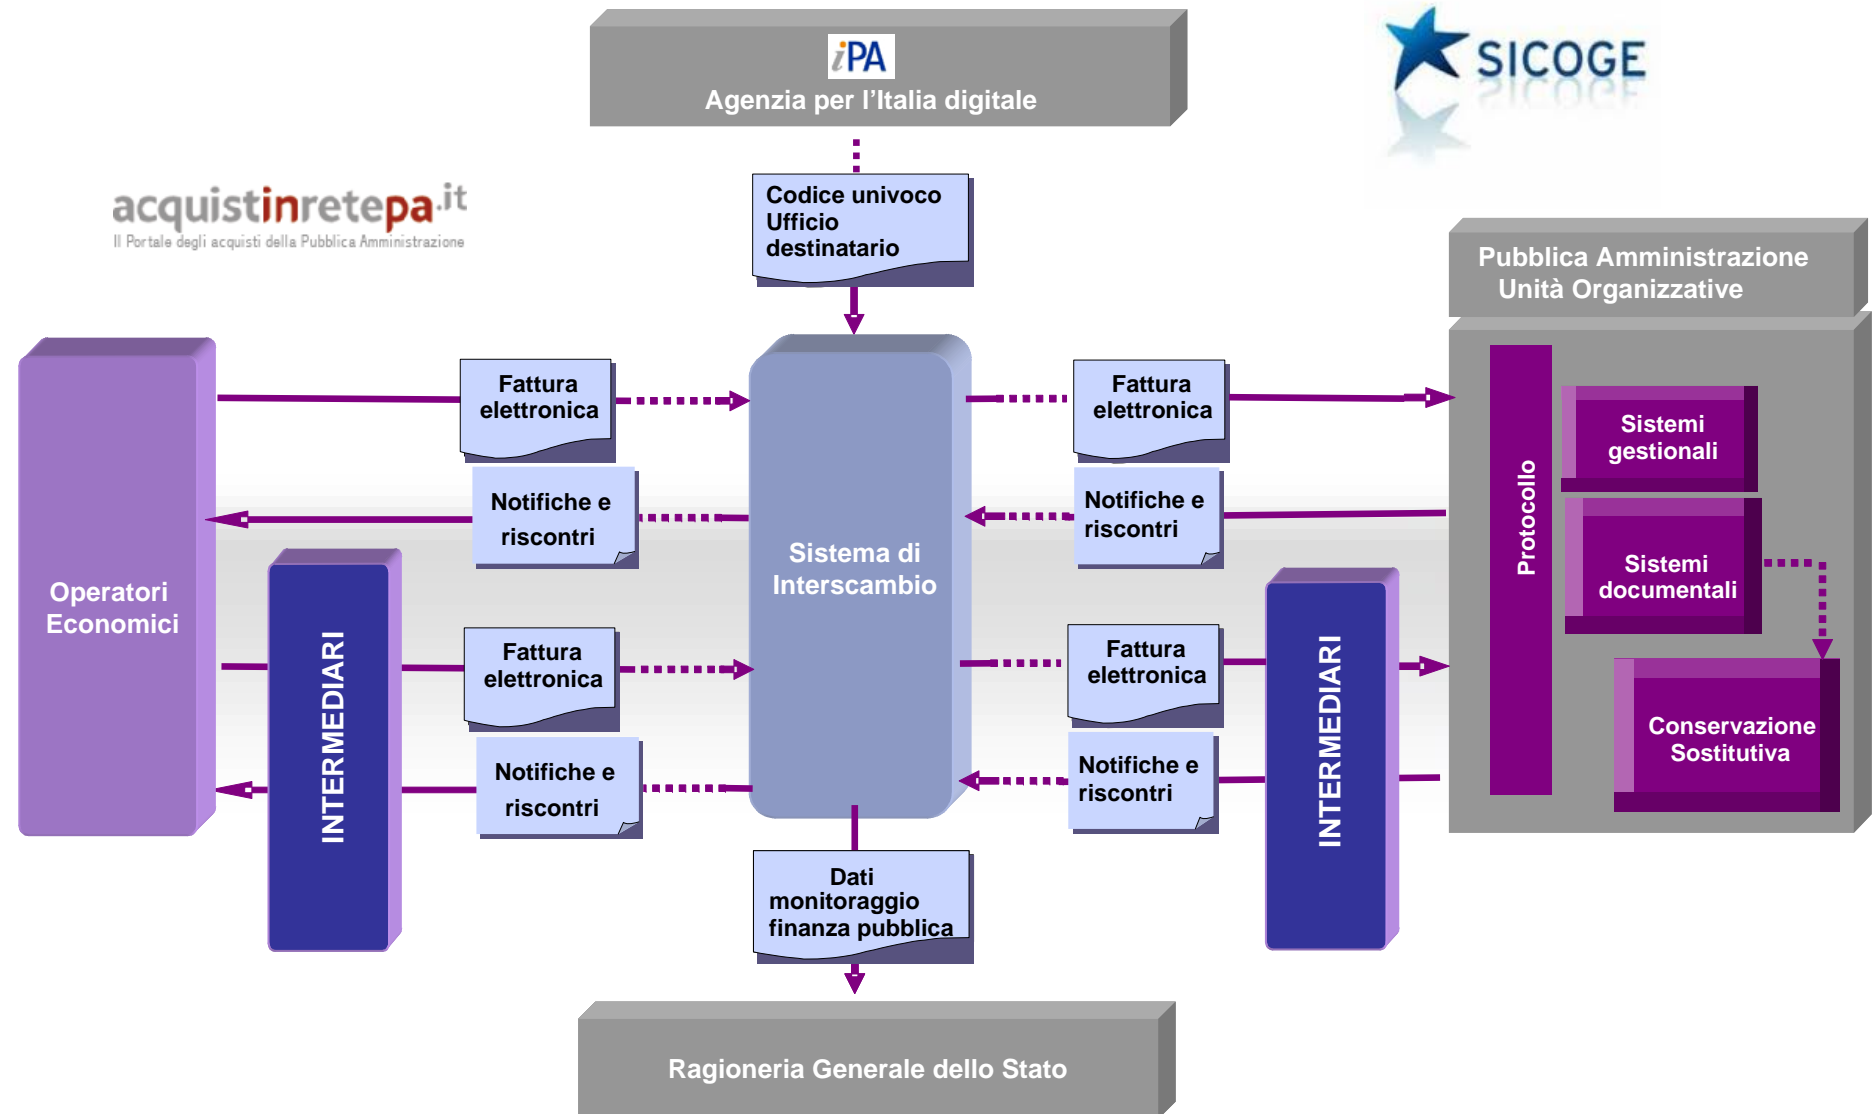 iPA
Agenzia per l'Italia digitale
SICOGE
acquistinretepa.it
Il Portale degli acquisti della Pubblica Amministrazione
Codice univoco
Ufficio
destinatario
Pubblica Amministrazione
Unità Organizzative
Fattura
elettronica
Fattura
elettronica
Sistemi
gestionali
Notifiche e
riscontri
Notifiche e
riscontri
Protocollo
Sistema di
Interscambio
Sistemi
documentali
Operatori
Economici
INTERMEDIARI
Fattura
elettronica
Fattura
elettronica
INTERMEDIARI
Conservazione
Sostitutiva
Notifiche e
riscontri
Notifiche e
riscontri
Dati
monitoraggio
finanza pubblica
Ragioneria Generale dello Stato